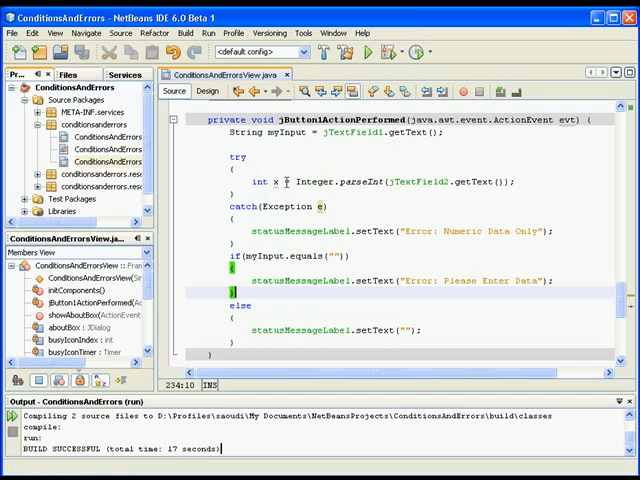 ConditionsAndErrors - NetBeans IDE 6.0 Beta 1
File Edit View Navigate Source Refactor Build Run Profile Versioning Tools Window Help
<default config>
Pr... Files Services
ConditionsAndErrors
Source Packages
META-INF.services
conditionsanderrors
ConditionsAndErrors
ConditionsAndErrors
ConditionsAndErrors
conditionsanderrors
conditionsanderrors
Test Packages
Libraries
ConditionsAndErrorsView.ja...
Members View
ConditionsAndErrorsView :: Fram
ConditionsAndErrorsView(Sin
initComponents()
jButton1ActionPerformed(
showAboutBox(ActionEvent
aboutBox : JDialog
busyIconIndex : int
busyIconTimer : Timer
ConditionsAndErrorsView.java
Source Design
private void jButton1ActionPerformed(java.awt.event.ActionEvent evt) {
String myInput = jTextField1.getText();
try
{
int x = Integer.parseInt(jTextField2.getText());
}
catch(Exception e)
{
statusMessageLabel.setText("Error: Numeric Data Only");
}
if(myInput.equals(""))
{
statusMessageLabel.setText("Error: Please Enter Data");
}
else
{
statusMessageLabel.setText("");
}
}
234:10 INS
Output - ConditionsAndErrors (run)
Compiling 2 source files to D:\Profiles\saoudi\My Documents\NetBeansProjects\ConditionsAndErrors\build\classes
compile:
run:
BUILD SUCCESSFUL (total time: 17 seconds)